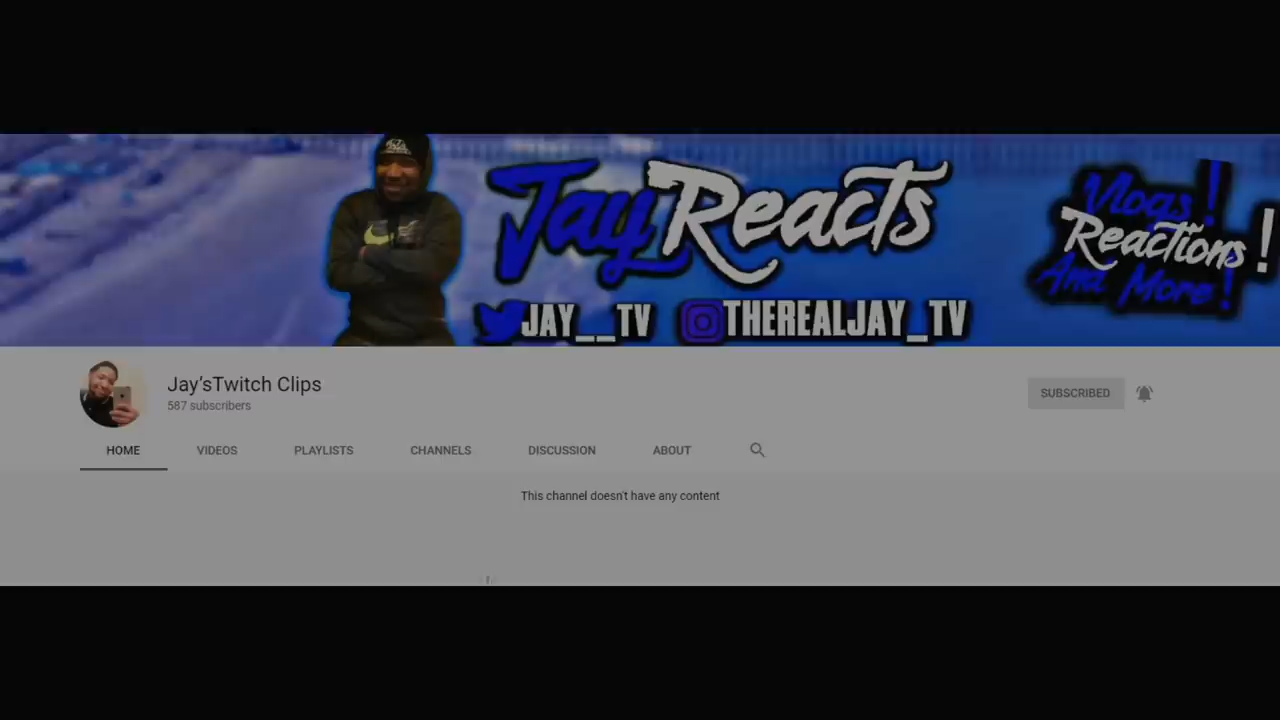 JayReacts
Vlogs!
Reactions!
And More!
JAY__TV
THEREALJAY_TV
Jay'sTwitch Clips
587 subscribers
SUBSCRIBED
HOME VIDEOS PLAYLISTS CHANNELS DISCUSSION ABOUT
This channel doesn't have any content